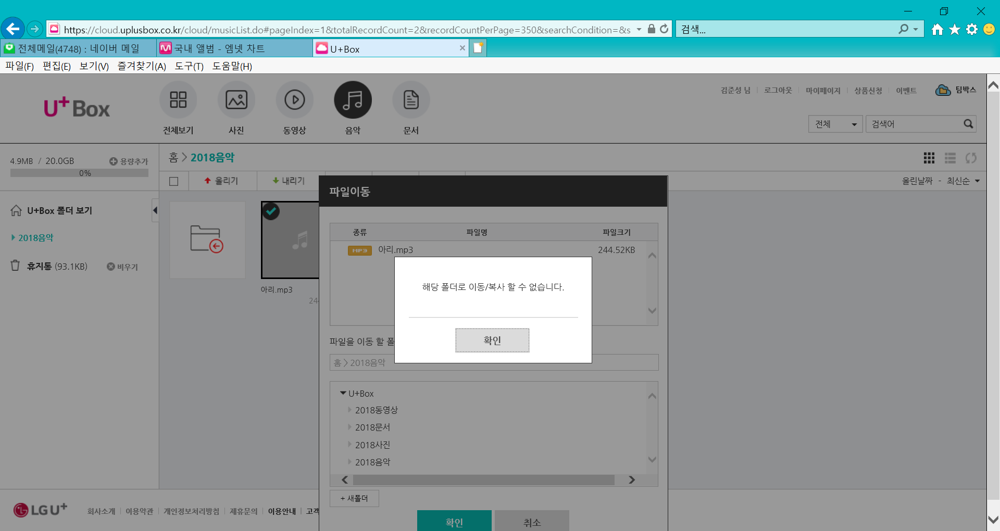 https://cloud.uplusbox.co.kr/cloud/musicList.do#pageIndex=1&totalRecordCount=2&recordCountPerPage=350&searchCondition=&s
검색...
전체메일(4748) : 네이버 메일
국내 앨범 - 엠넷 차트
U+Box
파일(F) 편집(E) 보기(V) 즐겨찾기(A) 도구(T) 도움말(H)
U+ Box
전체보기 사진 동영상 음악 문서
김준성 님 로그아웃 마이페이지 상품신청 이벤트 팀박스
전체 검색어
4.9MB / 20.0GB 용량추가
0%
홈 > 2018음악
올리기 내리기
올린날짜 - 최신순
U+Box 폴더 보기
2018음악
휴지통 (93.1KB) 비우기
아리.mp3
파일이동
종류 파일명 파일크기
MP3 아리.mp3 244.52KB
해당 폴더로 이동/복사 할 수 없습니다.
확인
파일을 이동 할 폴
홈 > 2018음악
U+Box
2018동영상
2018문서
2018사진
2018음악
+ 새폴더
확인 취소
LG U+
회사소개 이용약관 개인정보처리방침 제휴문의 이용안내 고객